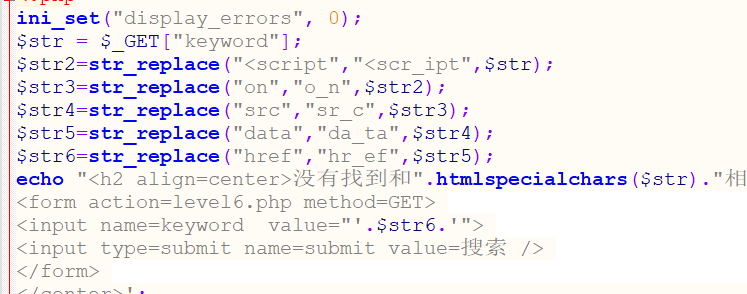 ini_set("display_errors", 0);
$str = $_GET["keyword"];
$str2=str_replace("<script","<scr_ipt",$str);
$str3=str_replace("on","o_n",$str2);
$str4=str_replace("src","sr_c",$str3);
$str5=str_replace("data","da_ta",$str4);
$str6=str_replace("href","hr_ef",$str5);
echo "<h2 align=center>没有找到和".htmlspecialchars($str)."相
<form action=level6.php method=GET>
<input name=keyword  value="'.$str6.'">
<input type=submit name=submit value=搜索 />
</form>
</center>';